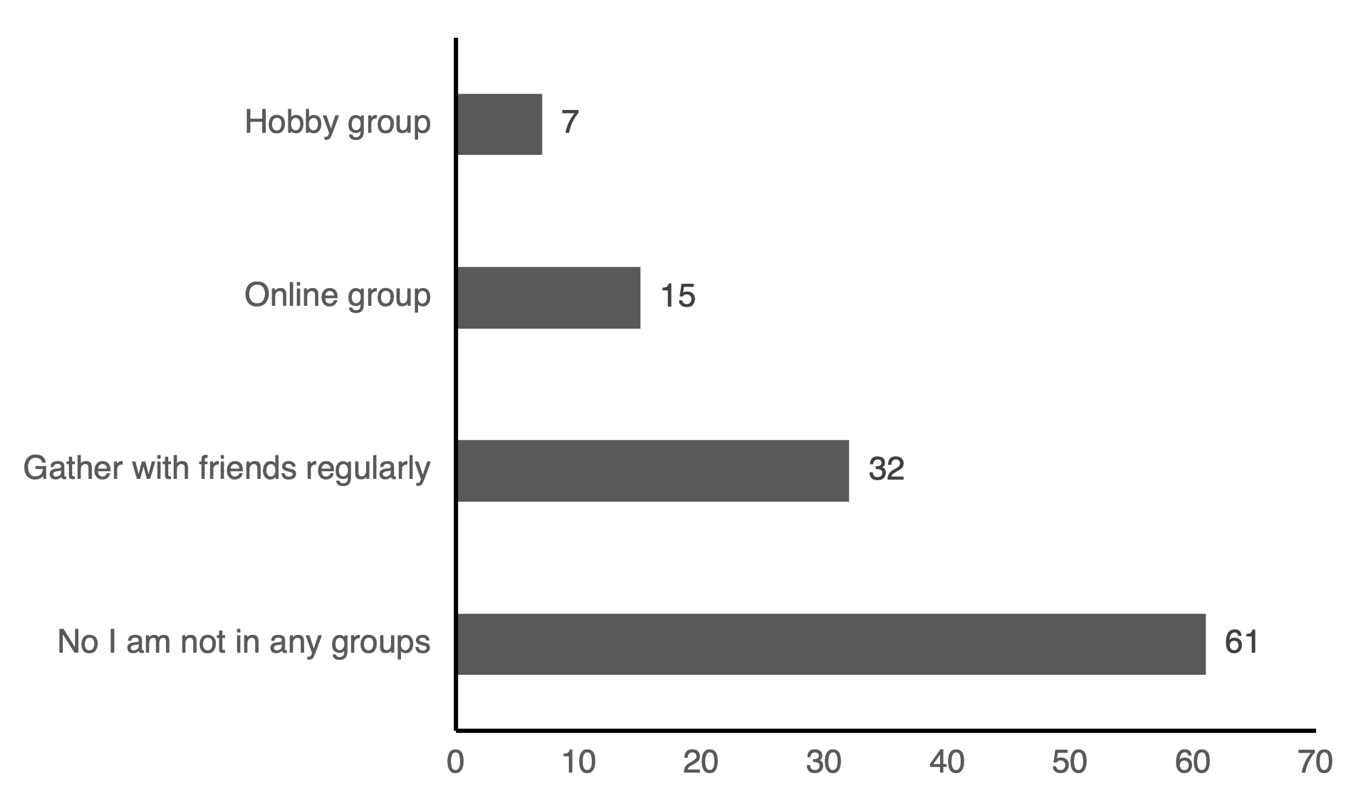 Hobby group 7
Online group 15
Gather with friends regularly 32
No I am not in any groups 61
0 10 20 30 40 50 60 70